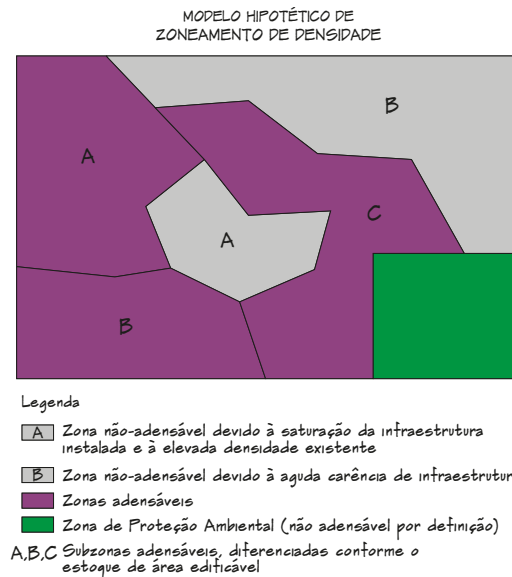 MODELO HIPOTÉTICO DE
ZONEAMENTO DE DENSIDADE
B
A
C
A
B
Legenda
A Zona não-adensável devido à saturação da infraestrutura
instalada e à elevada densidade existente
B Zona não-adensável devido à aguda carência de infraestrutur
Zonas adensáveis
Zona de Proteção Ambiental (não adensável por definição)
A,B,C Subzonas adensáveis, diferenciadas conforme o
estoque de área edificável